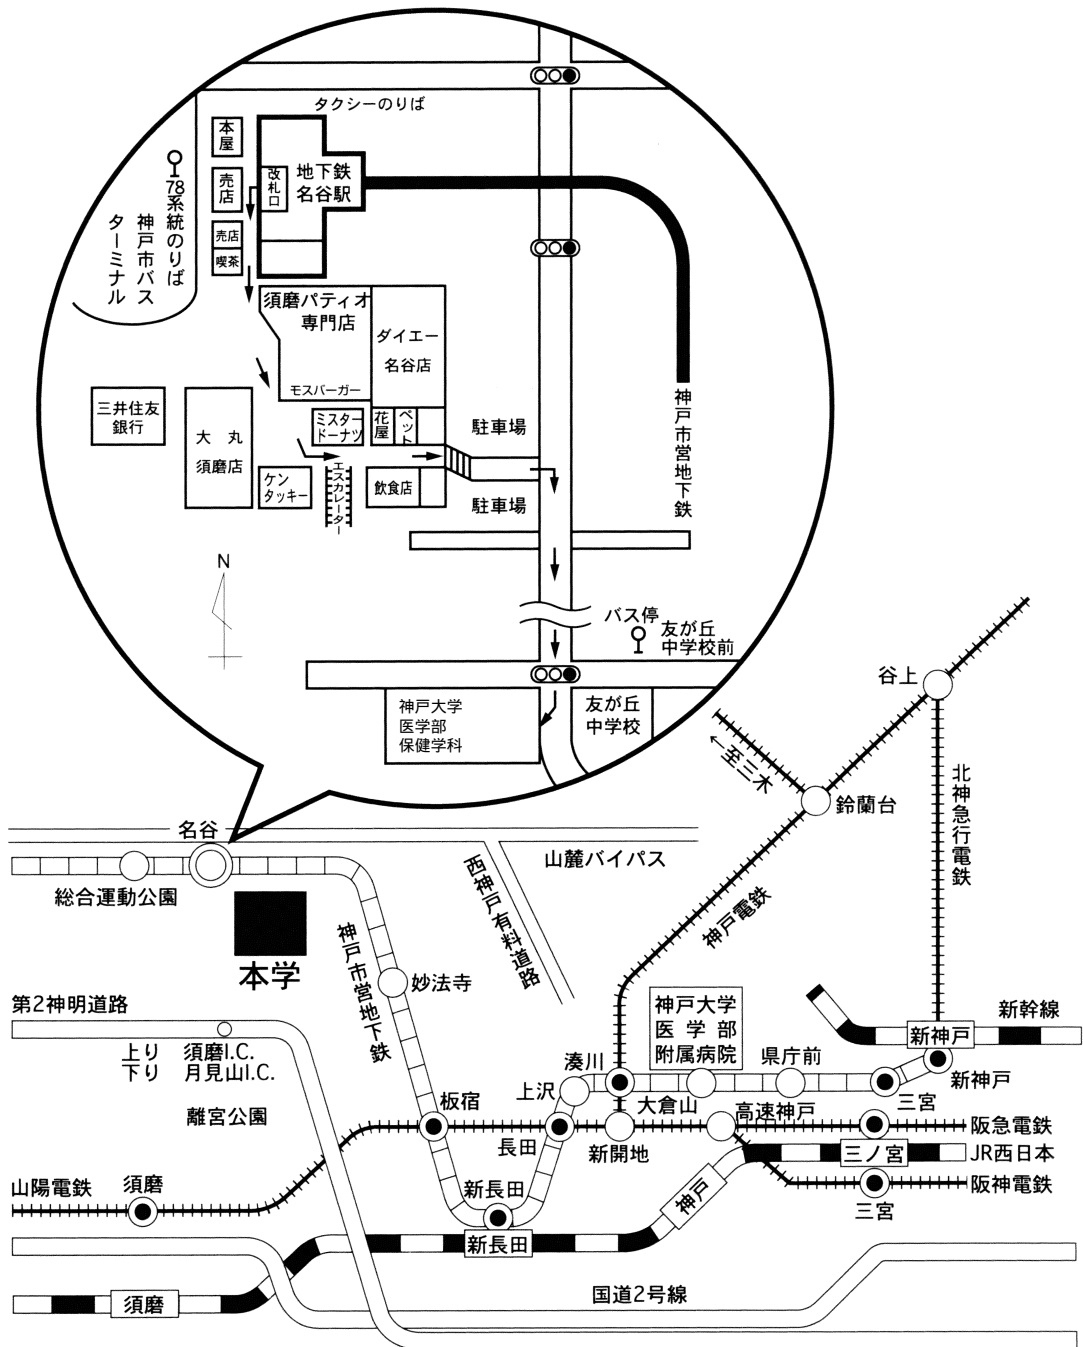 タクシーのりば
本屋
売店
改札口
地下鉄
名谷駅
売店
喫茶
78系統のりば
神戸市バス
ターミナル
須磨パティオ
専門店
ダイエー
名谷店
モスバーガー
三井住友
銀行
大丸
須磨店
ミスター
ドーナツ
花屋
ペット
駐車場
ケン
タッキー
エスカレーター
飲食店
駐車場
神戸市営地下鉄
N
バス停
友が丘
中学校前
神戸大学
医学部
保健学科
友が丘
中学校
谷上
←至三木
鈴蘭台
北神急行電鉄
名谷
山麓バイパス
総合運動公園
西神戸有料道路
神戸電鉄
本学
神戸市営地下鉄
妙法寺
第2神明道路
上り 須磨I.C.
下り 月見山I.C.
離宮公園
神戸大学
医学部
附属病院
新幹線
新神戸
湊川
県庁前
新神戸
上沢
大倉山
三宮
板宿
高速神戸
長田
新開地
阪急電鉄
三ノ宮
JR西日本
山陽電鉄
須磨
新長田
神戸
阪神電鉄
三宮
新長田
須磨
国道2号線